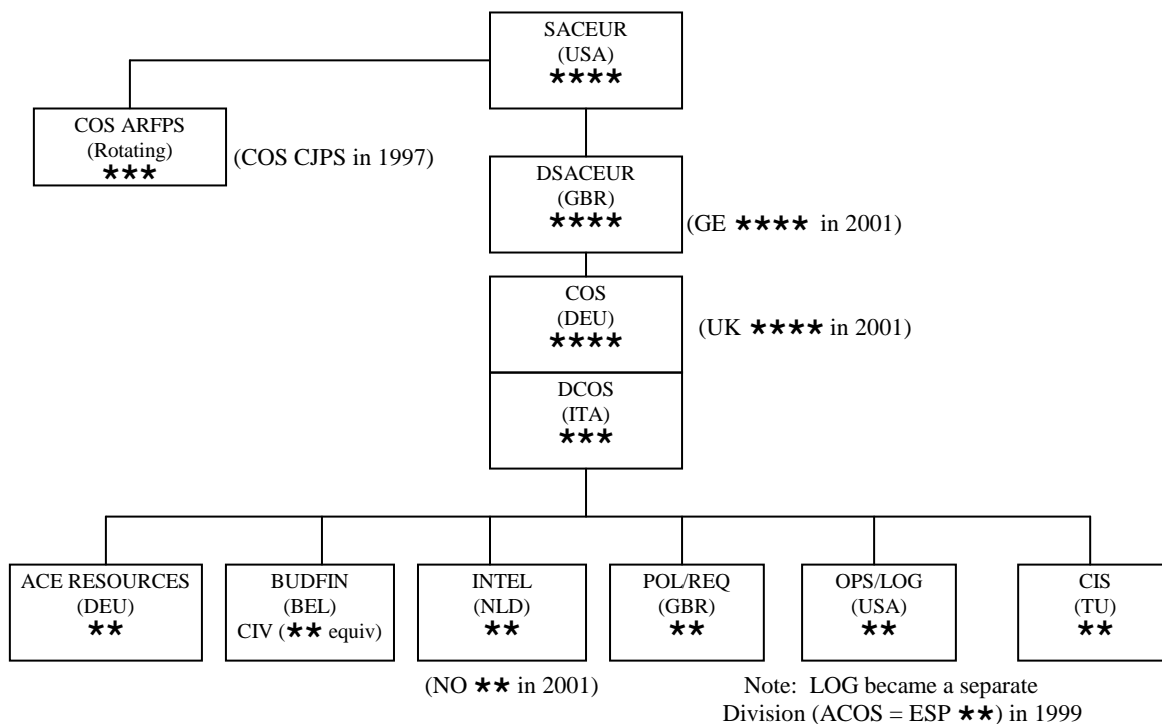 SACEUR
(USA)
★★★★
COS ARFPS
(Rotating)
★★★
(COS CJPS in 1997)
DSACEUR
(GBR)
★★★★
(GE ★★★★ in 2001)
COS
(DEU)
★★★★
(UK ★★★★ in 2001)
DCOS
(ITA)
★★★
ACE RESOURCES
(DEU)
★★
BUDFIN
(BEL)
CIV (★★ equiv)
INTEL
(NLD)
★★
POL/REQ
(GBR)
★★
OPS/LOG
(USA)
★★
CIS
(TU)
★★
(NO ★★ in 2001)
Note: LOG became a separate
Division (ACOS = ESP ★★) in 1999